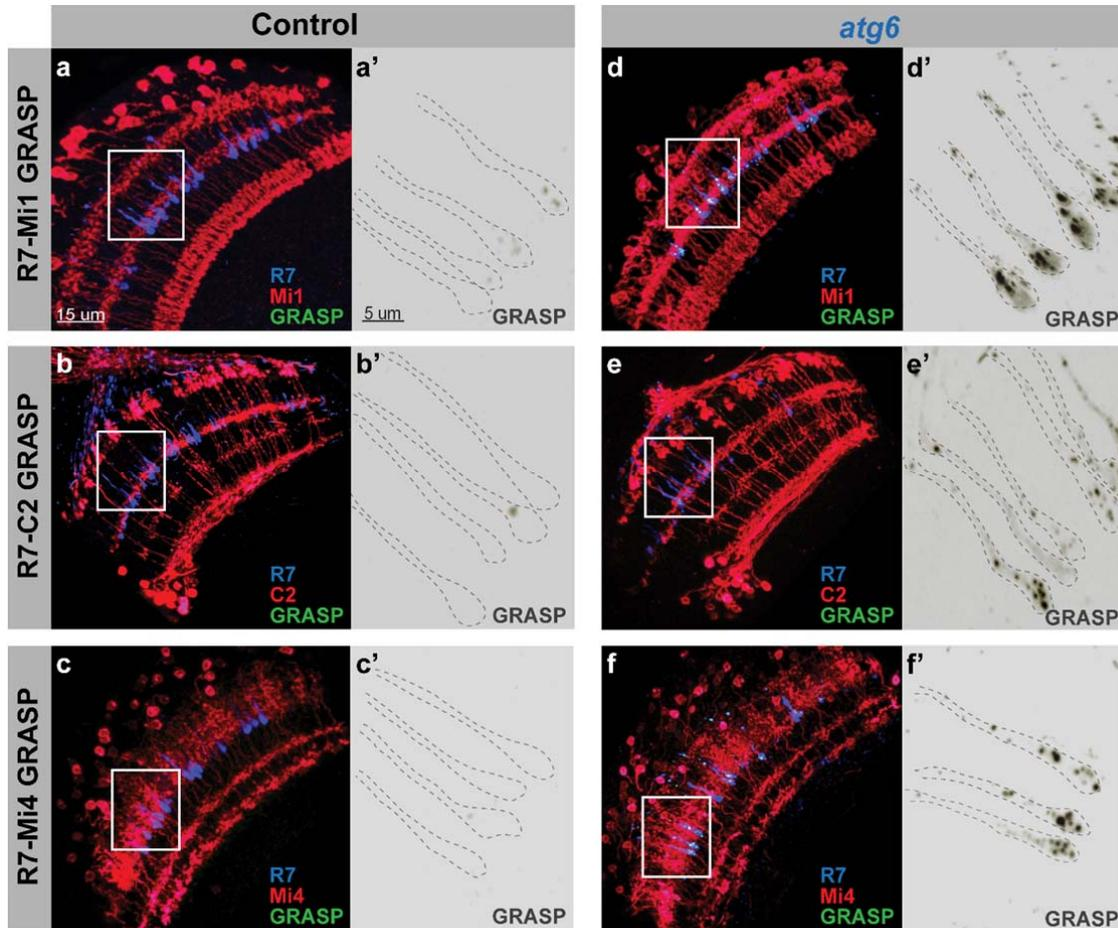 Control
atg6
R7-Mi1 GRASP
a
R7
Mi1
GRASP
15 um
a’
5 um
GRASP
d
R7
Mi1
GRASP
d’
GRASP
R7-C2 GRASP
b
R7
C2
GRASP
b’
GRASP
e
R7
C2
GRASP
e’
GRASP
R7-Mi4 GRASP
c
R7
Mi4
GRASP
c’
GRASP
f
R7
Mi4
GRASP
f’
GRASP